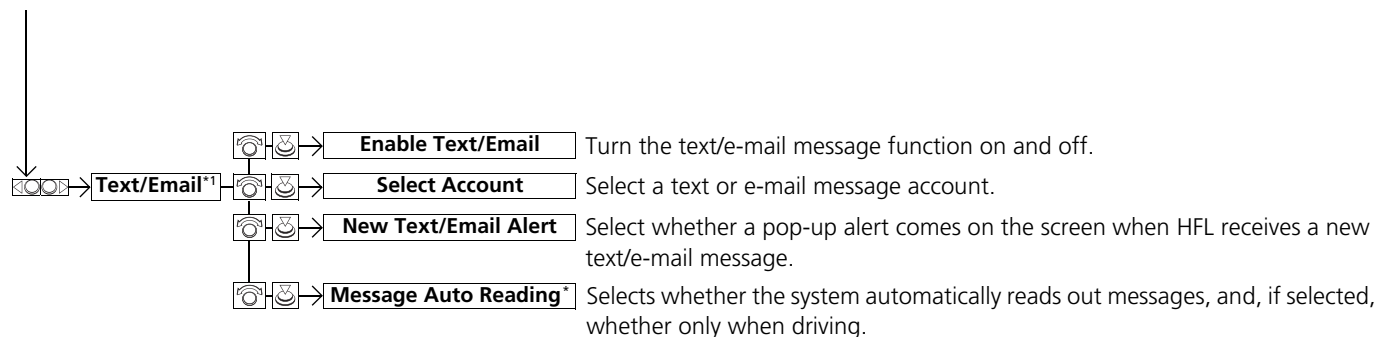 Enable Text/Email Turn the text/e-mail message function on and off.
Text/Email*1 Select Account Select a text or e-mail message account.
New Text/Email Alert Select whether a pop-up alert comes on the screen when HFL receives a new
text/e-mail message.
Message Auto Reading* Selects whether the system automatically reads out messages, and, if selected,
whether only when driving.